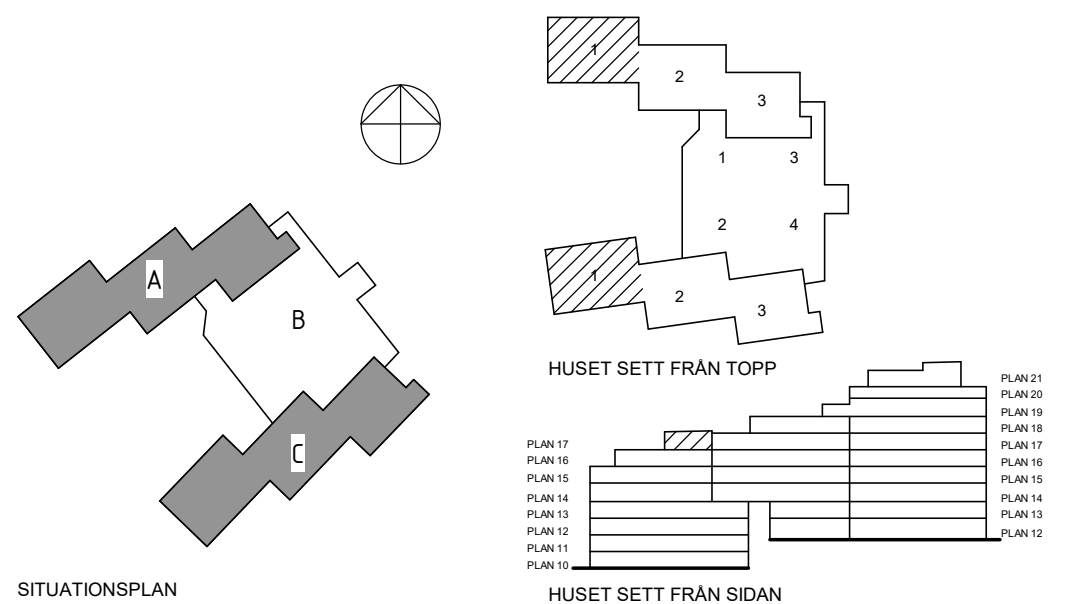 A
B
C
SITUATIONSPLAN
1
2
3
1 3
2 4
1
2
3
HUSET SETT FRÅN TOPP
PLAN 17
PLAN 16
PLAN 15
PLAN 14
PLAN 13
PLAN 12
PLAN 11
PLAN 10
PLAN 21
PLAN 20
PLAN 19
PLAN 18
PLAN 17
PLAN 16
PLAN 15
PLAN 14
PLAN 13
PLAN 12
HUSET SETT FRÅN SIDAN